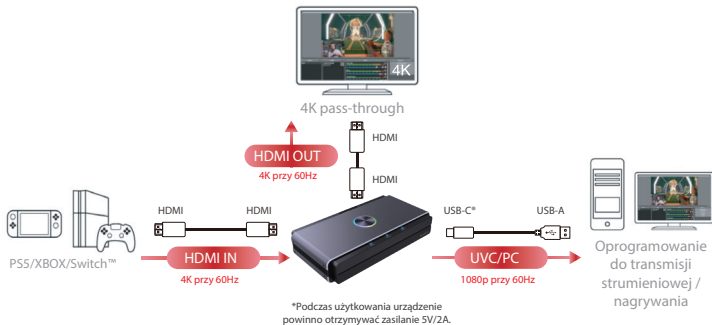 4K
4K pass-through
HDMI
HDMI OUT
4K przy 60Hz
HDMI
HDMI
HDMI
USB-C*
USB-A
PS5/XBOX/Switch™
HDMI IN
4K przy 60Hz
UVC/PC
1080p przy 60Hz
Oprogramowanie
do transmisji
strumieniowej /
nagrywania
*Podczas użytkowania urządzenie
powinno otrzymywać zasilanie 5V/2A.